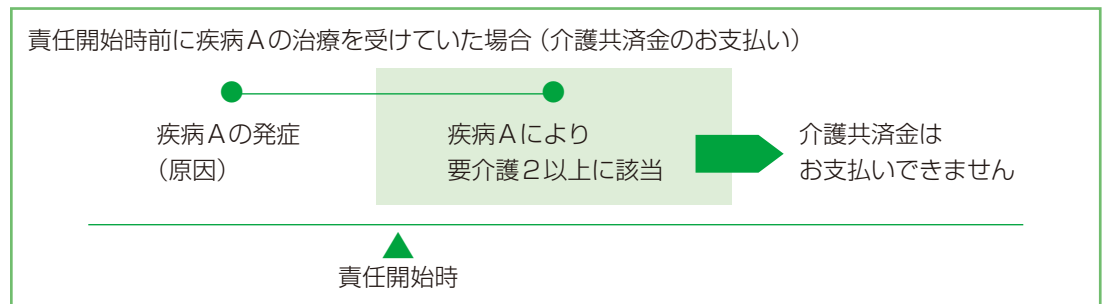 責任開始時前に疾病Aの治療を受けていた場合（介護共済金のお支払い）
疾病Aの発症
（原因）
疾病Aにより
要介護２以上に該当
介護共済金は
お支払いできません
責任開始時